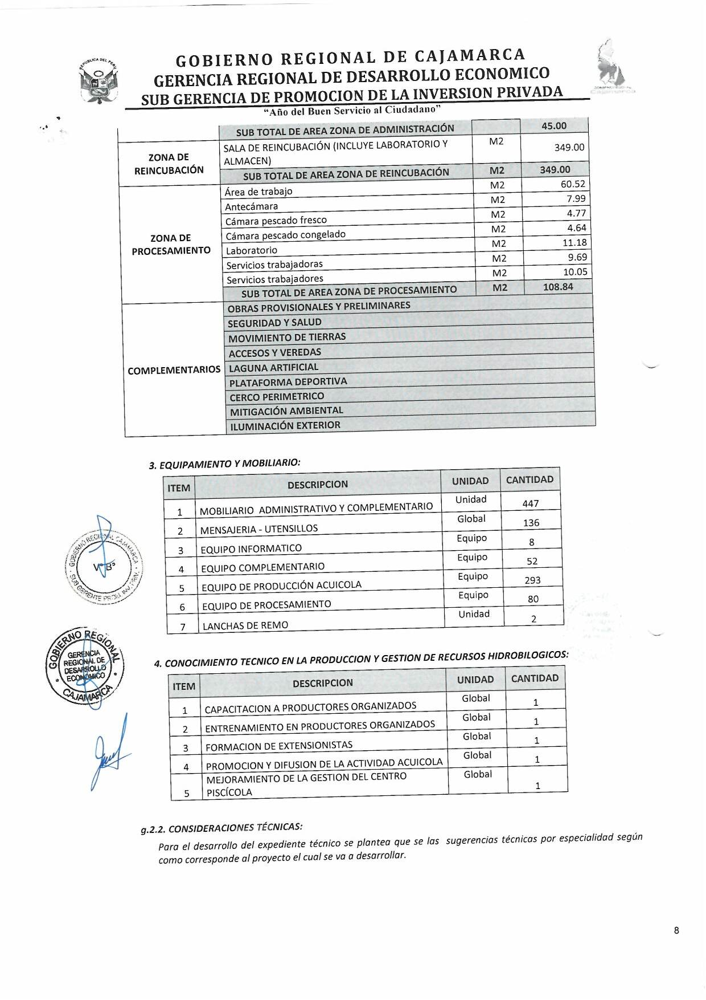 REPUBLICA DEL PERU
GOBIERNO REGIONAL DE CAJAMARCA
GERENCIA REGIONAL DE DESARROLLO ECONOMICO
SUB GERENCIA DE PROMOCION DE LA INVERSION PRIVADA
“Año del Buen Servicio al Ciudadano”
Cajamarca
SUB TOTAL DE AREA ZONA DE ADMINISTRACIÓN 45.00
ZONA DE REINCUBACIÓN
SALA DE REINCUBACIÓN (INCLUYE LABORATORIO Y ALMACEN) M2 349.00
SUB TOTAL DE AREA ZONA DE REINCUBACIÓN M2 349.00
ZONA DE PROCESAMIENTO
Área de trabajo M2 60.52
Antecámara M2 7.99
Cámara pescado fresco M2 4.77
Cámara pescado congelado M2 4.64
Laboratorio M2 11.18
Servicios trabajadoras M2 9.69
Servicios trabajadores M2 10.05
SUB TOTAL DE AREA ZONA DE PROCESAMIENTO M2 108.84
COMPLEMENTARIOS
OBRAS PROVISIONALES Y PRELIMINARES
SEGURIDAD Y SALUD
MOVIMIENTO DE TIERRAS
ACCESOS Y VEREDAS
LAGUNA ARTIFICIAL
PLATAFORMA DEPORTIVA
CERCO PERIMETRICO
MITIGACIÓN AMBIENTAL
ILUMINACIÓN EXTERIOR
3. EQUIPAMIENTO Y MOBILIARIO:
ITEM DESCRIPCION UNIDAD CANTIDAD
1 MOBILIARIO ADMINISTRATIVO Y COMPLEMENTARIO Unidad 447
2 MENSAJERIA - UTENSILLOS Global 136
3 EQUIPO INFORMATICO Equipo 8
4 EQUIPO COMPLEMENTARIO Equipo 52
5 EQUIPO DE PRODUCCIÓN ACUICOLA Equipo 293
6 EQUIPO DE PROCESAMIENTO Equipo 80
7 LANCHAS DE REMO Unidad 2
GOBIERNO REGIONAL CAJAMARCA
V°B°
SUB GERENTE PROM. INV. PRIV.
GOBIERNO REGIONAL
GERENCIA
REGIONAL DE
DESARROLLO
ECONOMICO
CAJAMARCA
4. CONOCIMIENTO TECNICO EN LA PRODUCCION Y GESTION DE RECURSOS HIDROBILOGICOS:
ITEM DESCRIPCION UNIDAD CANTIDAD
1 CAPACITACION A PRODUCTORES ORGANIZADOS Global 1
2 ENTRENAMIENTO EN PRODUCTORES ORGANIZADOS Global 1
3 FORMACION DE EXTENSIONISTAS Global 1
4 PROMOCION Y DIFUSION DE LA ACTIVIDAD ACUICOLA Global 1
5 MEJORAMIENTO DE LA GESTION DEL CENTRO PISCÍCOLA Global 1
g.2.2. CONSIDERACIONES TÉCNICAS:
Para el desarrollo del expediente técnico se plantea que se las sugerencias técnicas por especialidad según
como corresponde al proyecto el cual se va a desarrollar.
8